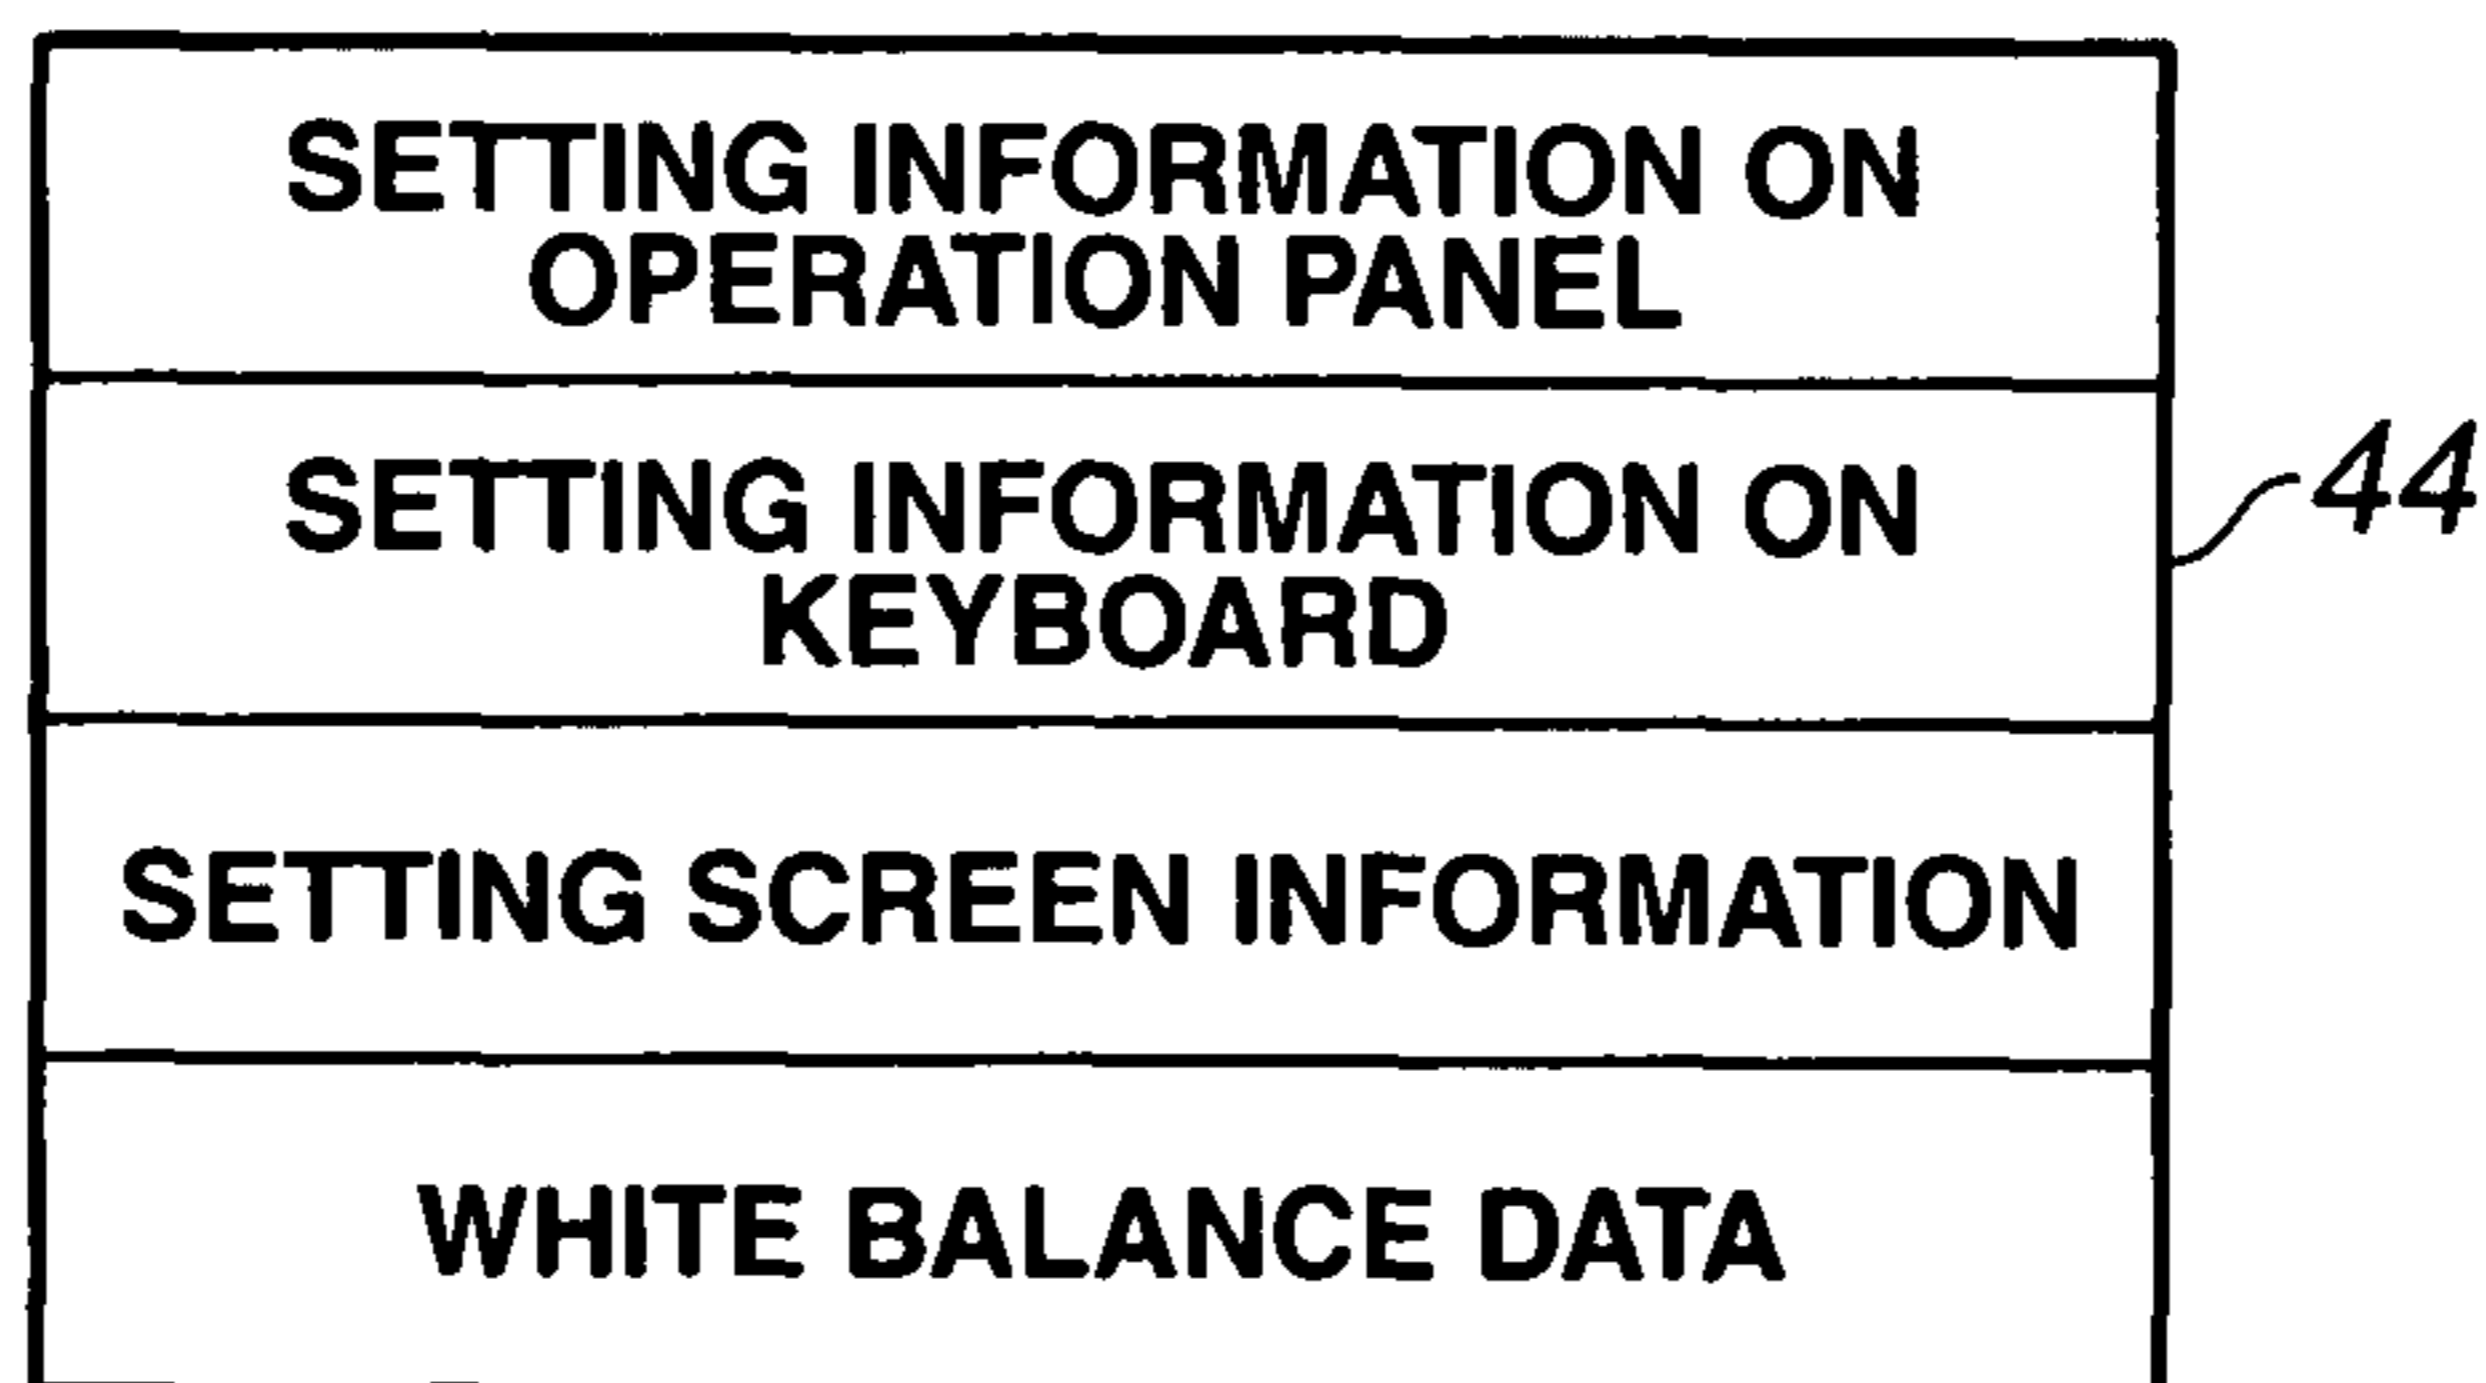 SETTING INFORMATION ON
OPERATION PANEL
SETTING INFORMATION ON
KEYBOARD
44
SETTING SCREEN INFORMATION
WHITE BALANCE DATA